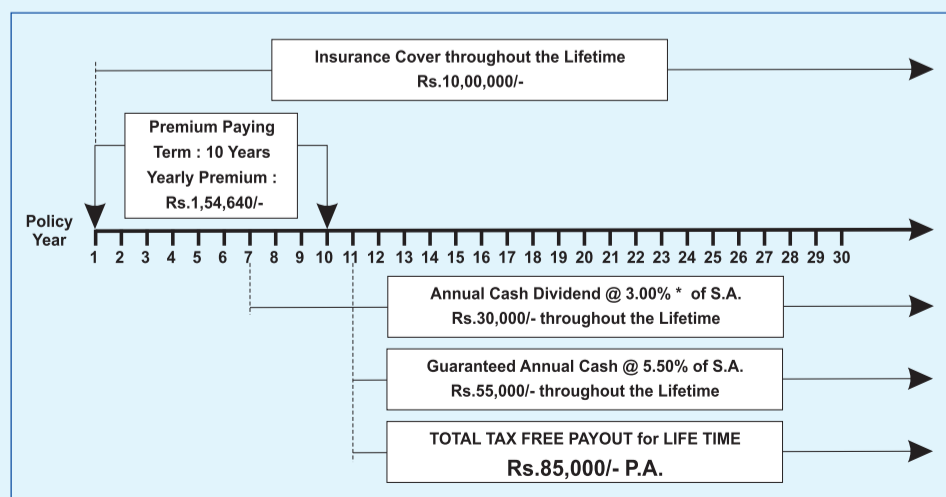 Insurance Cover throughout the Lifetime
Rs.10,00,000/-
Premium Paying
Term : 10 Years
Yearly Premium :
Rs.1,54,640/-
Policy
Year
1 2 3 4 5 6 7 8 9 10 11 12 13 14 15 16 17 18 19 20 21 22 23 24 25 26 27 28 29 30
Annual Cash Dividend @ 3.00% * of S.A.
Rs.30,000/- throughout the Lifetime
Guaranteed Annual Cash @ 5.50% of S.A.
Rs.55,000/- throughout the Lifetime
TOTAL TAX FREE PAYOUT for LIFE TIME
Rs.85,000/- P.A.